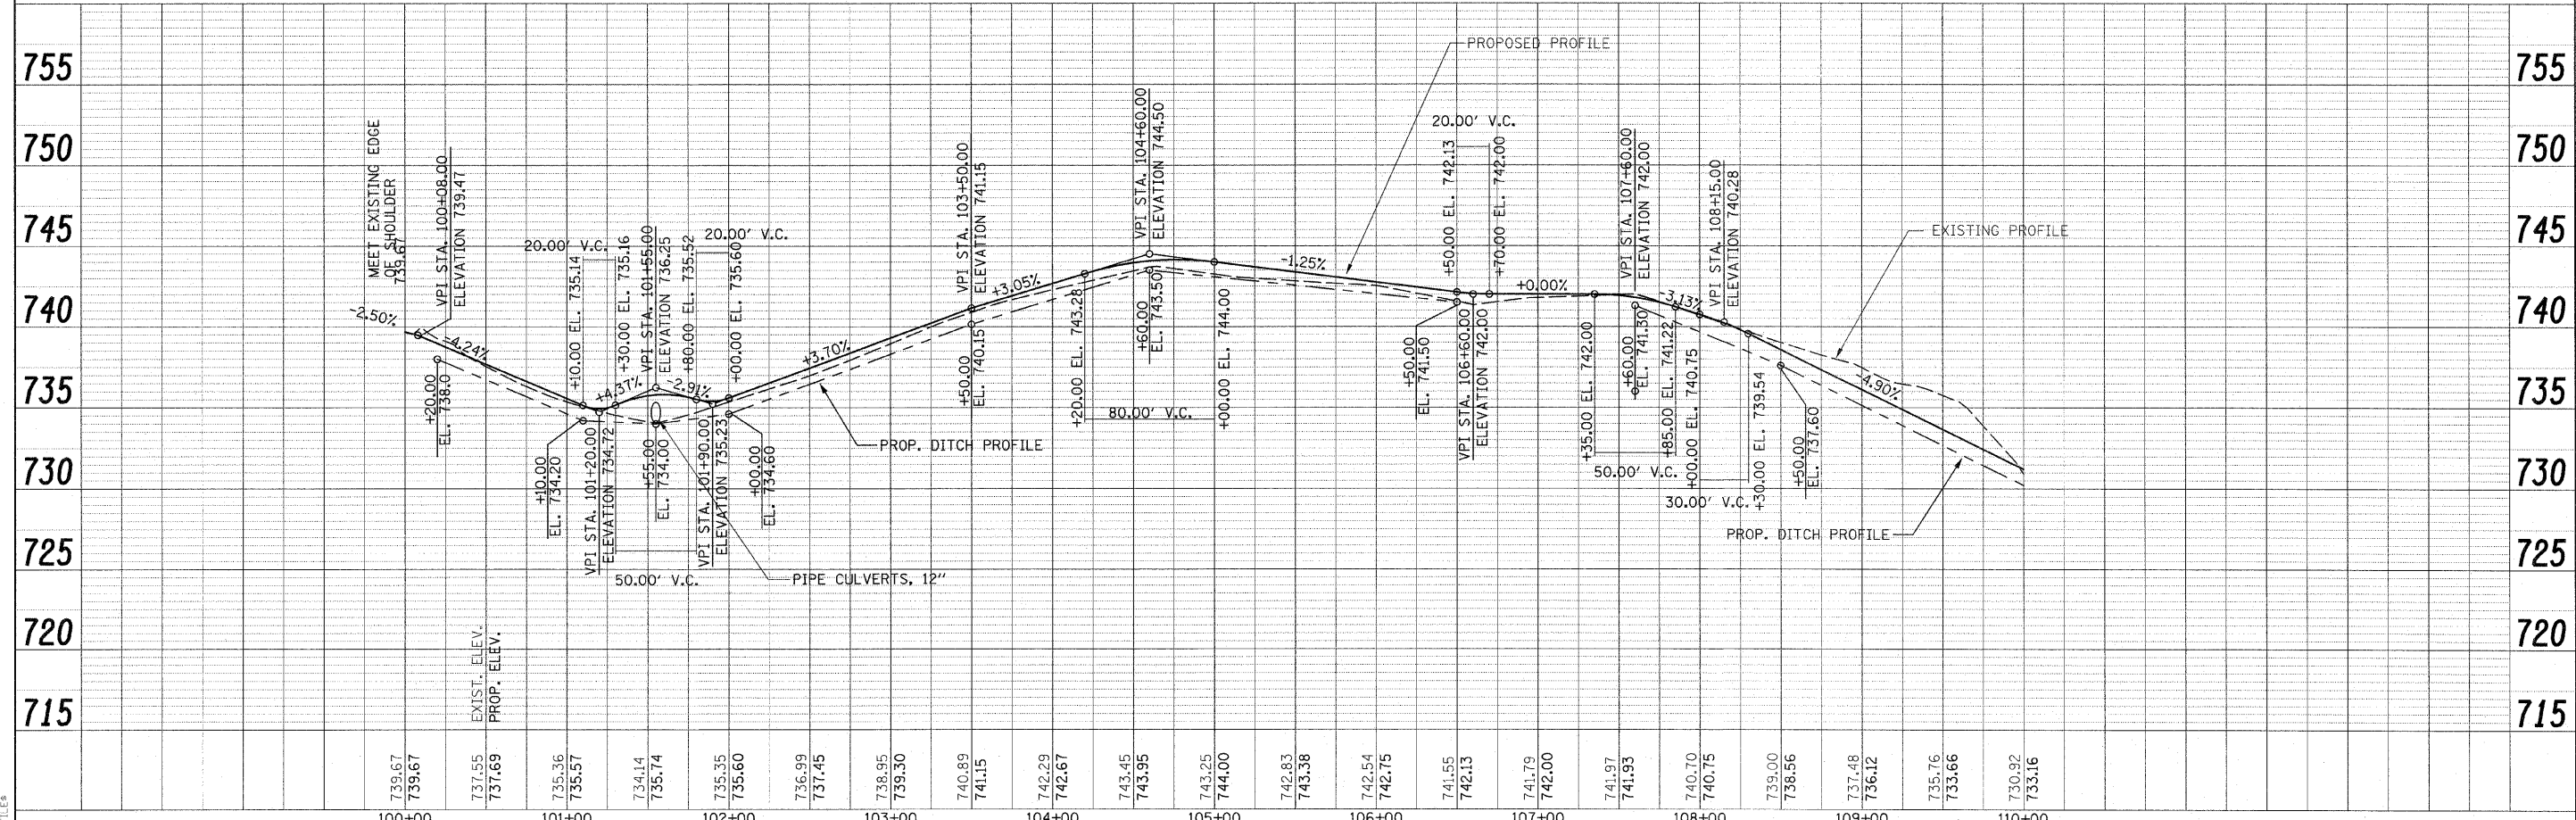 755
750
745
740
735
730
725
720
715
755
750
745
740
735
730
725
720
715
MEET EXISTING EDGE
OF SHOULDER
739.67
-2.50%
VPI STA. 100+08.00
ELEVATION 739.47
-4.24%
+20.00
EL. 738.0
20.00' V.C.
+10.00 EL. 735.14
+30.00 EL. 735.16
+4.37%
VPI STA. 101+55.00
ELEVATION 736.25
-2.91%
20.00' V.C.
+80.00 EL. 735.52
+00.00 EL. 735.60
+10.00
EL. 734.20
VPI STA. 101+20.00
ELEVATION 734.72
+55.00
EL. 734.00
VPI STA. 101+90.00
ELEVATION 735.23
+00.00
EL. 734.60
50.00' V.C.
PIPE CULVERTS, 12"
+3.70%
PROP. DITCH PROFILE
VPI STA. 103+50.00
ELEVATION 741.15
+50.00
EL. 740.15
+3.05%
VPI STA. 104+60.00
ELEVATION 744.50
+20.00 EL. 743.28
+60.00
EL. 743.50
+00.00 EL. 744.00
80.00' V.C.
-1.25%
PROPOSED PROFILE
20.00' V.C.
+50.00 EL. 742.13
+70.00 EL. 742.00
+50.00
EL. 741.50
VPI STA. 106+60.00
ELEVATION 742.00
+0.00%
VPI STA. 107+60.00
ELEVATION 742.00
+35.00 EL. 742.00
+60.00
EL. 741.30
+85.00 EL. 741.22
50.00' V.C.
-3.13%
VPI STA. 108+15.00
ELEVATION 740.28
+00.00 EL. 740.75
+30.00 EL. 739.54
30.00' V.C.
+50.00
EL. 737.60
EXISTING PROFILE
-4.90%
PROP. DITCH PROFILE
EXIST. ELEV.
PROP. ELEV.
739.67
739.67
737.55
737.69
735.36
735.57
734.14
735.74
735.35
735.60
736.99
737.45
738.95
739.30
740.89
741.15
742.29
742.67
743.45
743.95
743.25
744.00
742.83
743.38
742.54
742.75
741.55
742.13
741.79
742.00
741.97
741.93
740.70
740.75
739.00
738.56
737.48
736.12
735.76
733.66
730.92
733.16
100+00
101+00
102+00
103+00
104+00
105+00
106+00
107+00
108+00
109+00
110+00